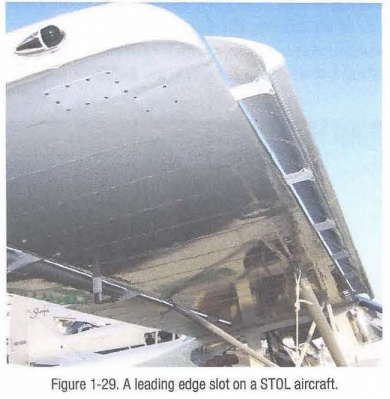 Figure 1-29. A leading edge slot on a STOL aircraft.